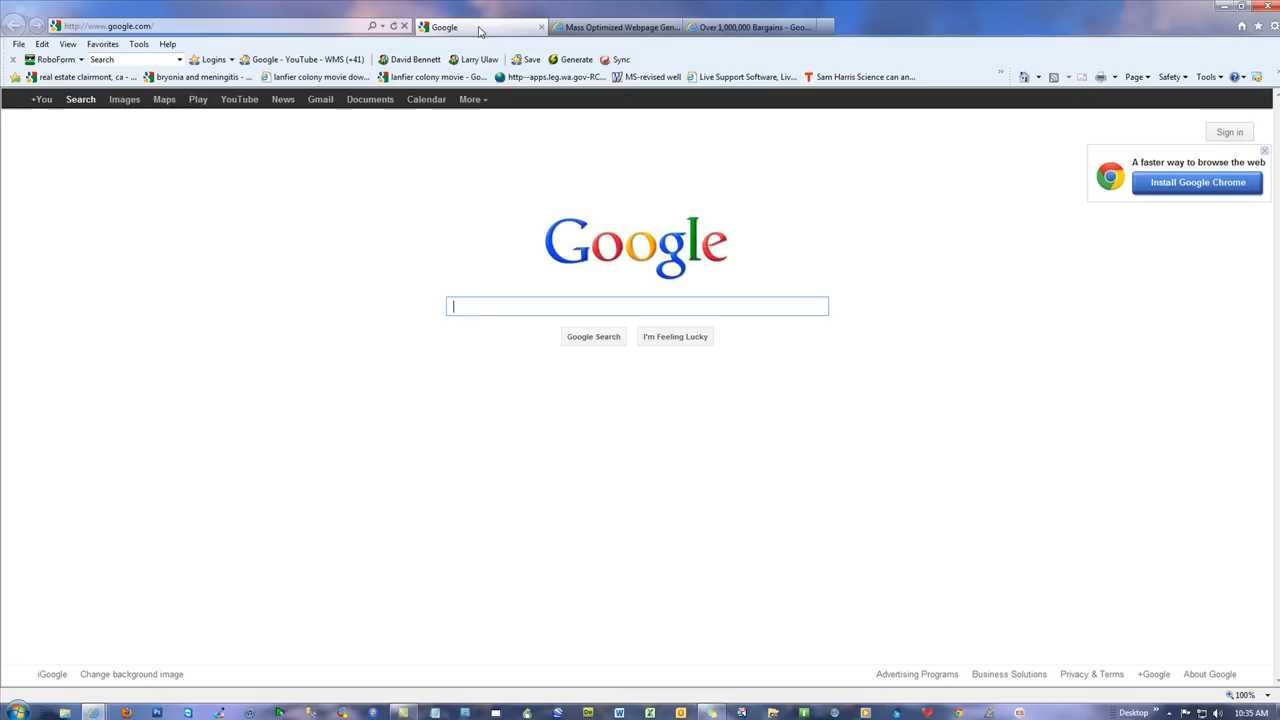 http://www.google.com/
Google
Mass Optimized Webpage Gen...
Over 1,000,000 Bargains - Goo...
File Edit View Favorites Tools Help
RoboForm Search Logins Google - YouTube - WMS (+41) David Bennett Larry Ulaw Save Generate Sync
real estate clairmont, ca - ... bryonia and meningitis - ... lanfier colony movie dow... lanfier colony movie - Go... http--apps.leg.wa.gov-RC... MS-revised well Live Support Software, Liv... Sam Harris Science can an... » Page Safety Tools
+You Search Images Maps Play YouTube News Gmail Documents Calendar More
Sign in
A faster way to browse the web
Install Google Chrome
Google
Google Search I'm Feeling Lucky
iGoogle Change background image Advertising Programs Business Solutions Privacy & Terms +Google About Google
100%
Desktop » 10:35 AM